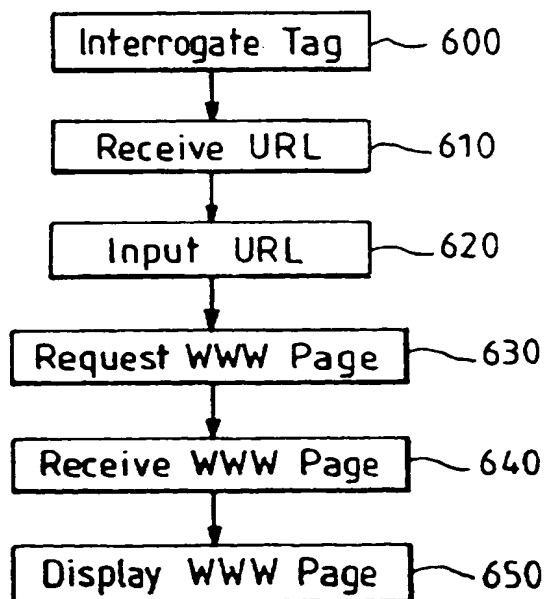 Interrogate Tag 600
Receive URL 610
Input URL 620
Request WWW Page 630
Receive WWW Page 640
Display WWW Page 650